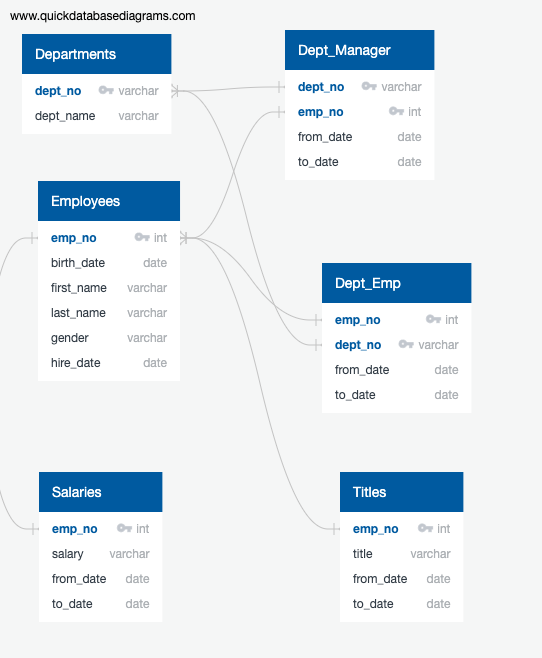 www.quickdatabasediagrams.com
Departments
dept_no varchar
dept_name varchar
Dept_Manager
dept_no varchar
emp_no int
from_date date
to_date date
Employees
emp_no int
birth_date date
first_name varchar
last_name varchar
gender varchar
hire_date date
Dept_Emp
emp_no int
dept_no varchar
from_date date
to_date date
Salaries
emp_no int
salary varchar
from_date date
to_date date
Titles
emp_no int
title varchar
from_date date
to_date date